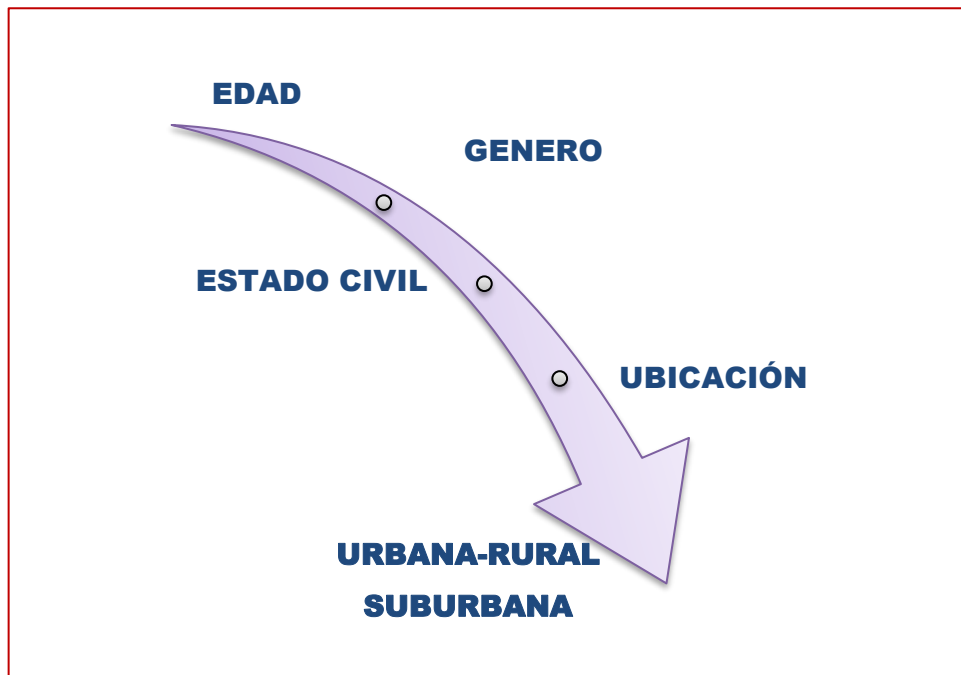 EDAD
GENERO
ESTADO CIVIL
UBICACIÓN
URBANA-RURAL
SUBURBANA